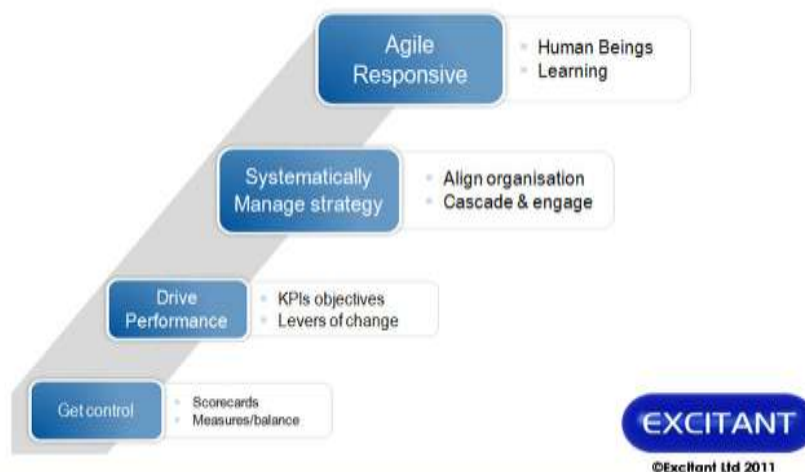 Agile
Responsive
Human Beings
Learning
Systematically
Manage strategy
Align organisation
Cascade & engage
Drive
Performance
KPIs objectives
Levers of change
Get control
Scorecards
Measures/balance
EXCITANT
©Excitant Ltd 2011